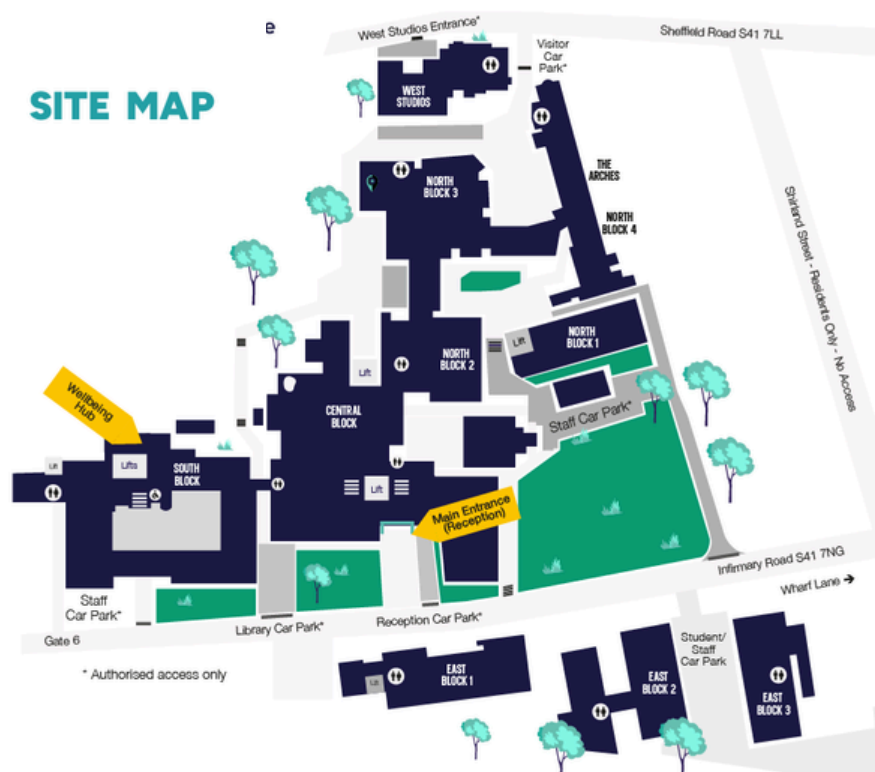 e
West Studios Entrance*
Sheffield Road S41 7LL
Visitor
Car
Park*
SITE MAP
WEST
STUDIOS
THE
ARCHES
NORTH
BLOCK 3
NORTH
BLOCK 4
Shirland Street - Residents Only - No Access
NORTH
BLOCK 1
Lift
NORTH
BLOCK 2
Lift
Wellbeing
Hub
CENTRAL
BLOCK
Staff Car Park*
Lift
Lifts
SOUTH
BLOCK
Lift
Main Entrance
(Reception)
Infirmary Road S41 7NG
Wharf Lane →
Staff
Car Park*
Library Car Park*
Reception Car Park*
Gate 6
* Authorised access only
Student/
Staff
Car Park
EAST
BLOCK 1
Lift
EAST
BLOCK 2
EAST
BLOCK 3